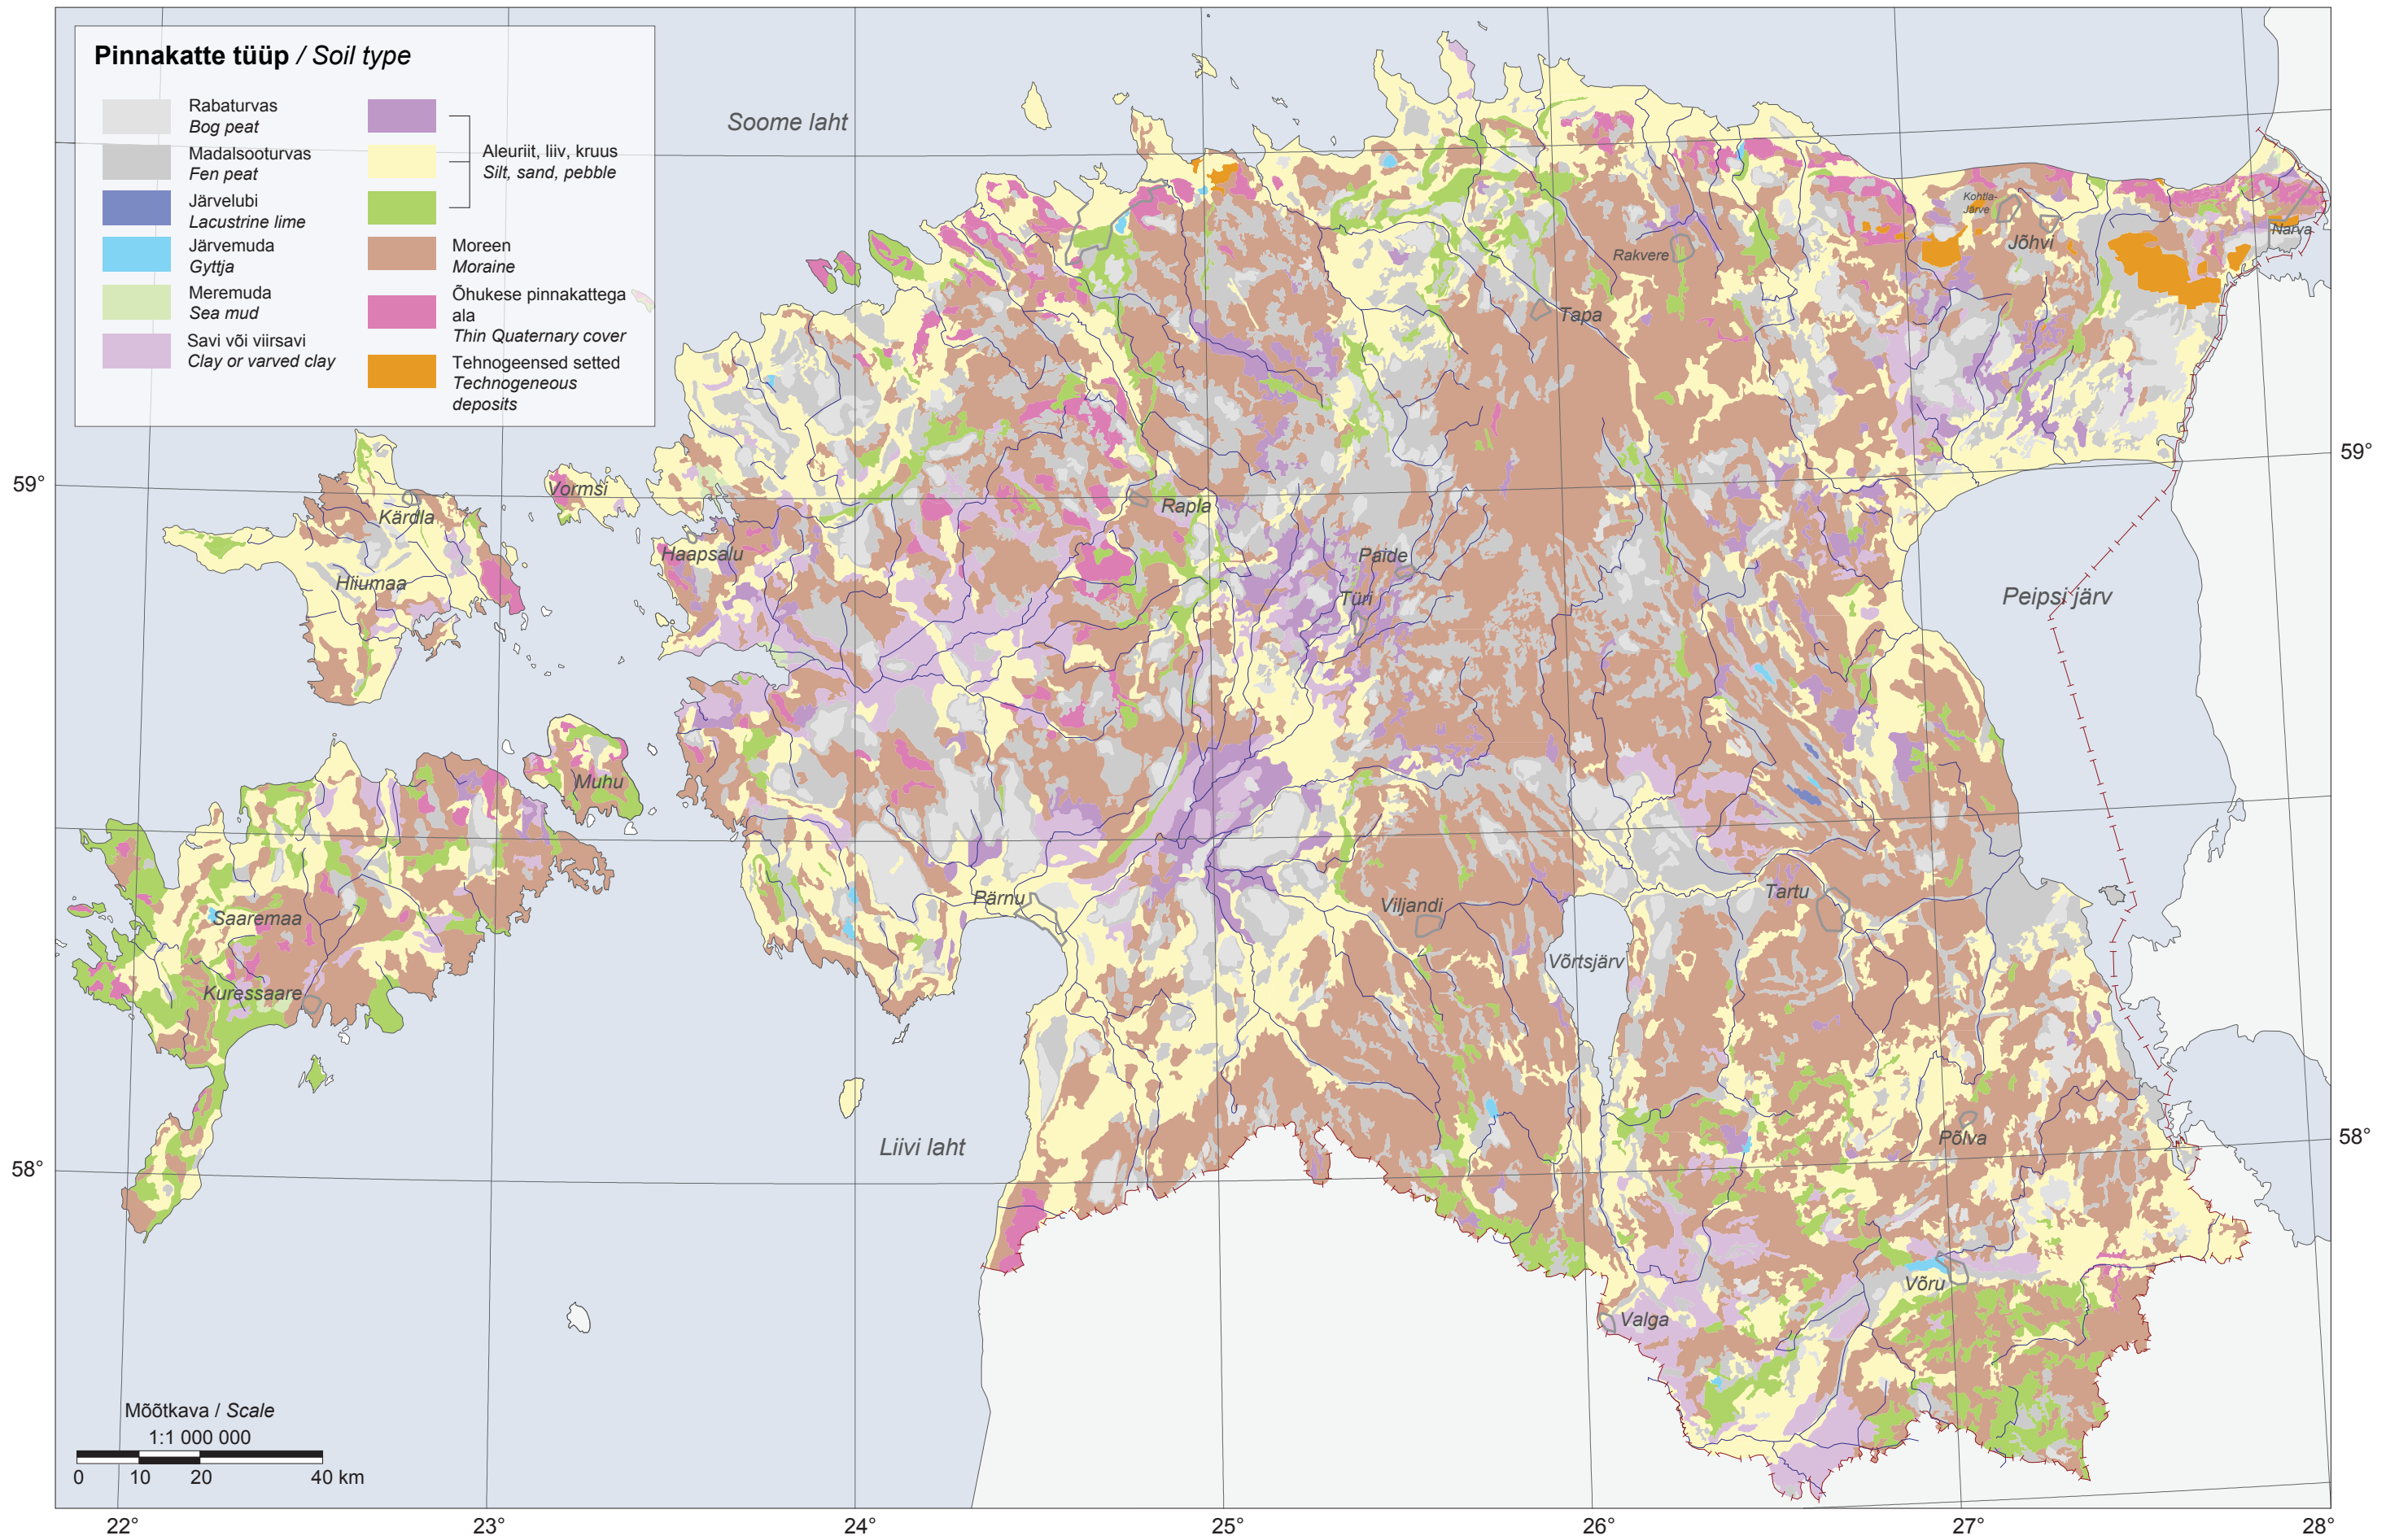 Pinnakatte tüüp / Soil type
Rabaturvas
Bog peat
Madalsooturvas
Fen peat
Järvelubi
Lacustrine lime
Järvemuda
Gyttja
Meremuda
Sea mud
Savi või viirsavi
Clay or varved clay
Aleuriit, liiv, kruus
Silt, sand, pebble
Moreen
Moraine
Õhukese pinnakattega
ala
Thin Quaternary cover
Tehnogeensed setted
Technogeneous
deposits
Soome laht
Kohtla-
Järve
Jõhvi
Narva
Rakvere
Tapa
59°
59°
Vormsi
Kärdla
Rapla
Haapsalu
Paide
Hiiumaa
Türi
Peipsi järv
Muhu
Pärnu
Viljandi
Tartu
Saaremaa
Võrtsjärv
Kuressaare
Liivi laht
Põlva
58°
58°
Võru
Valga
Mõõtkava / Scale
1:1 000 000
0 10 20 40 km
22° 23° 24° 25° 26° 27° 28°